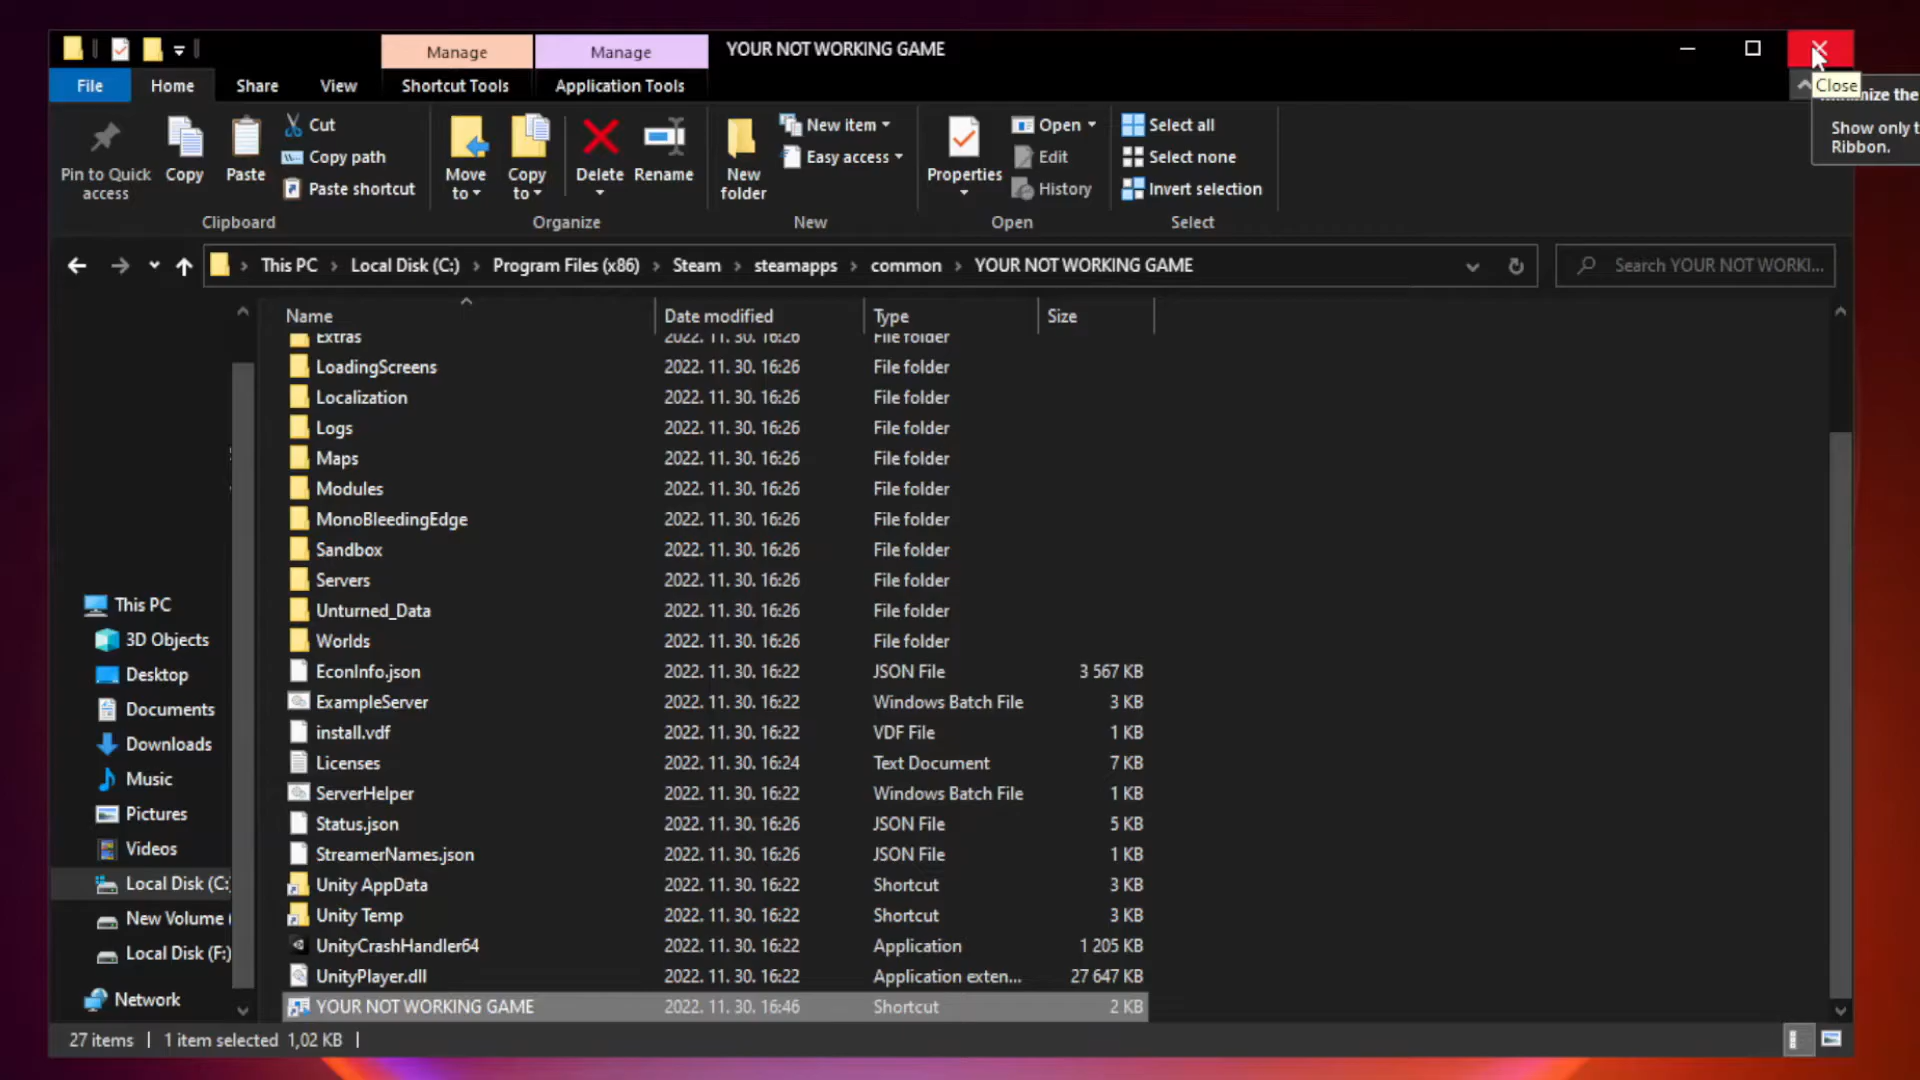 Manage
Manage
YOUR NOT WORKING GAME
File
Home
Share
View
Shortcut Tools
Application Tools
Close
the
Show only
Ribbon.
Pin to Quick access
Copy
Paste
Cut
Copy path
Paste shortcut
Clipboard
Move to
Copy to
Delete
Rename
Organize
New folder
New item
Easy access
New
Properties
Open
Edit
History
Open
Select all
Select none
Invert selection
Select
This PC > Local Disk (C:) > Program Files (x86) > Steam > steamapps > common > YOUR NOT WORKING GAME
Search YOUR NOT WORKI...
Name Date modified Type Size
Extras 2022. 11. 30. 16:26 File folder
LoadingScreens 2022. 11. 30. 16:26 File folder
Localization 2022. 11. 30. 16:26 File folder
Logs 2022. 11. 30. 16:26 File folder
Maps 2022. 11. 30. 16:26 File folder
Modules 2022. 11. 30. 16:26 File folder
MonoBleedingEdge 2022. 11. 30. 16:26 File folder
Sandbox 2022. 11. 30. 16:26 File folder
Servers 2022. 11. 30. 16:26 File folder
Unturned_Data 2022. 11. 30. 16:26 File folder
Worlds 2022. 11. 30. 16:26 File folder
EconInfo.json 2022. 11. 30. 16:22 JSON File 3 567 KB
ExampleServer 2022. 11. 30. 16:22 Windows Batch File 3 KB
install.vdf 2022. 11. 30. 16:22 VDF File 1 KB
Licenses 2022. 11. 30. 16:24 Text Document 7 KB
ServerHelper 2022. 11. 30. 16:22 Windows Batch File 1 KB
Status.json 2022. 11. 30. 16:26 JSON File 5 KB
StreamerNames.json 2022. 11. 30. 16:26 JSON File 1 KB
Unity AppData 2022. 11. 30. 16:22 Shortcut 3 KB
Unity Temp 2022. 11. 30. 16:22 Shortcut 3 KB
UnityCrashHandler64 2022. 11. 30. 16:22 Application 1 205 KB
UnityPlayer.dll 2022. 11. 30. 16:22 Application exten... 27 647 KB
YOUR NOT WORKING GAME 2022. 11. 30. 16:46 Shortcut 2 KB
This PC
3D Objects
Desktop
Documents
Downloads
Music
Pictures
Videos
Local Disk (C:
New Volume (
Local Disk (F:)
Network
27 items | 1 item selected 1,02 KB |